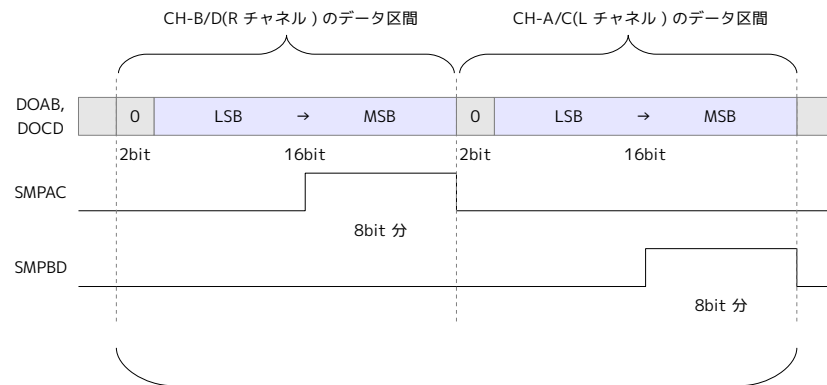 CH-B/D(R チャネル ) のデータ区間
CH-A/C(L チャネル ) のデータ区間
DOAB,
DOCD
0 LSB → MSB 0 LSB → MSB
2bit 16bit 2bit 16bit
SMPAC
8bit 分
SMPBD
8bit 分